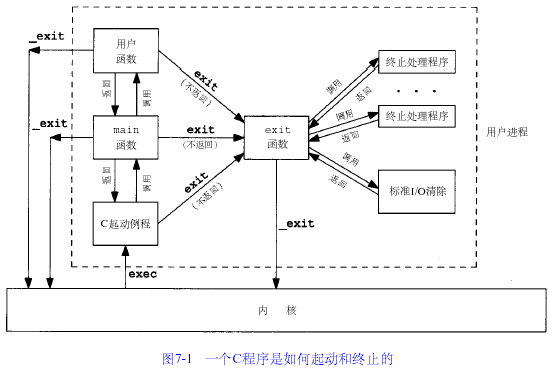 _exit
用户
函数
exit
(不返回)
返回
调用
_exit
main
函数
exit
(不返回)
exit
函数
返回
调用
C起动例程
exit
(不返回)
调用
返回
终止处理程序
. . .
调用
返回
终止处理程序
用户进程
调用
返回
标准I/O清除
_exit
exec
内 核
图7-1 一个C程序是如何起动和终止的